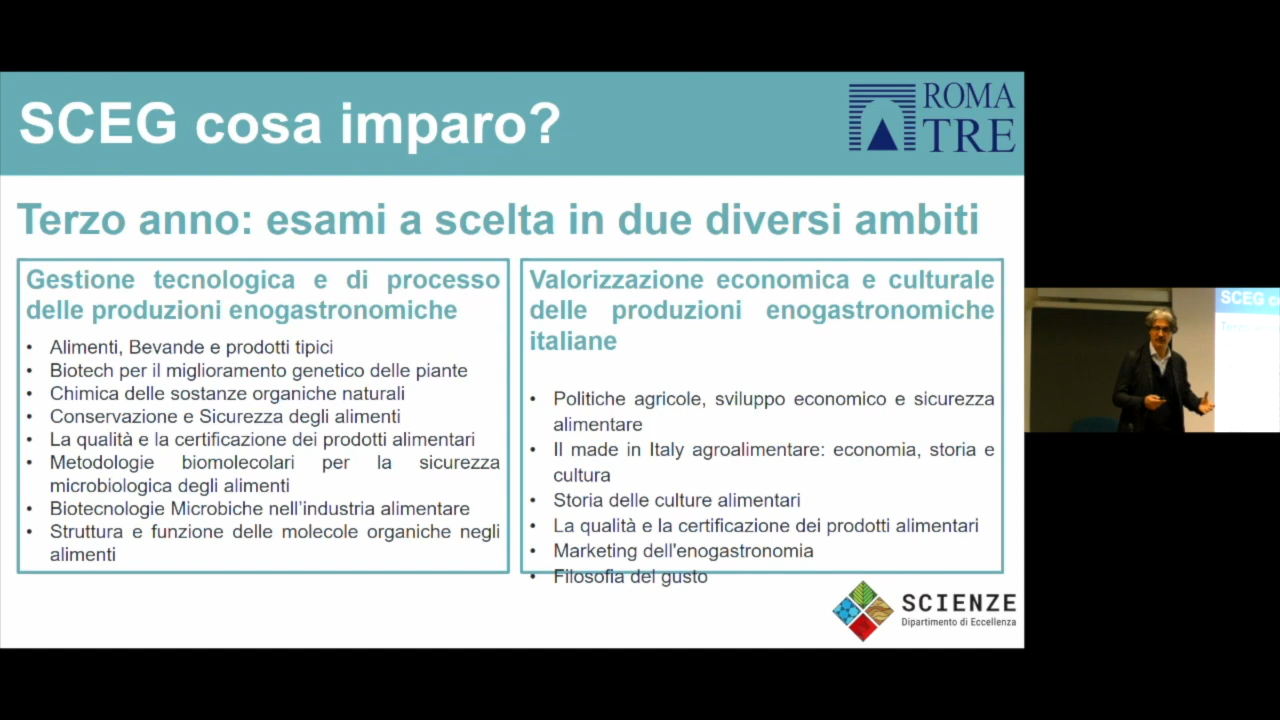 SCEG cosa imparo?
ROMA
TRE
Terzo anno: esami a scelta in due diversi ambiti
Gestione tecnologica e di processo
delle produzioni enogastronomiche
• Alimenti, Bevande e prodotti tipici
• Biotech per il miglioramento genetico delle piante
• Chimica delle sostanze organiche naturali
• Conservazione e Sicurezza degli alimenti
• La qualità e la certificazione dei prodotti alimentari
• Metodologie biomolecolari per la sicurezza
microbiologica degli alimenti
• Biotecnologie Microbiche nell'industria alimentare
• Struttura e funzione delle molecole organiche negli
alimenti
Valorizzazione economica e culturale
delle produzioni enogastronomiche
italiane
• Politiche agricole, sviluppo economico e sicurezza
alimentare
• Il made in Italy agroalimentare: economia, storia e
cultura
• Storia delle culture alimentari
• La qualità e la certificazione dei prodotti alimentari
• Marketing dell'enogastronomia
• Filosofia del gusto
SCIENZE
Dipartimento di Eccellenza
SCEG